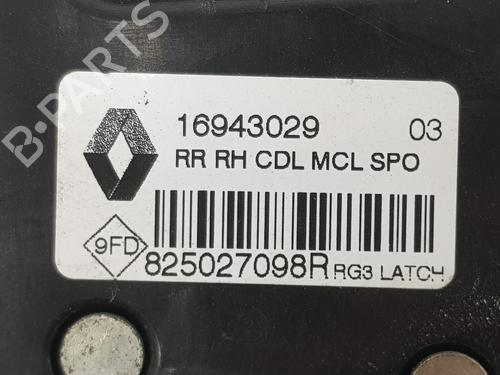 B-PARTS
16943029 03
RR RH CDL MCL SPO
9FD
825027098R RG3 LATCH